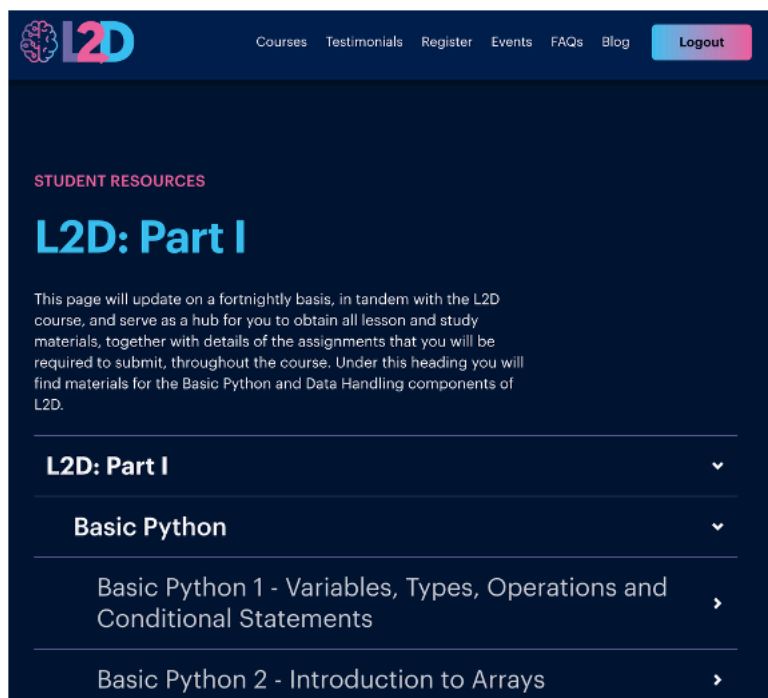 L2D
Courses Testimonials Register Events FAQs Blog Logout
STUDENT RESOURCES
L2D: Part I
This page will update on a fortnightly basis, in tandem with the L2D
course, and serve as a hub for you to obtain all lesson and study
materials, together with details of the assignments that you will be
required to submit, throughout the course. Under this heading you will
find materials for the Basic Python and Data Handling components of
L2D.
L2D: Part I
Basic Python
Basic Python 1 - Variables, Types, Operations and
Conditional Statements
Basic Python 2 - Introduction to Arrays